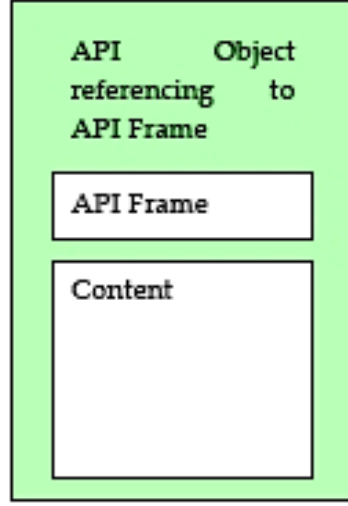 API Object
referencing to
API Frame
API Frame
Content